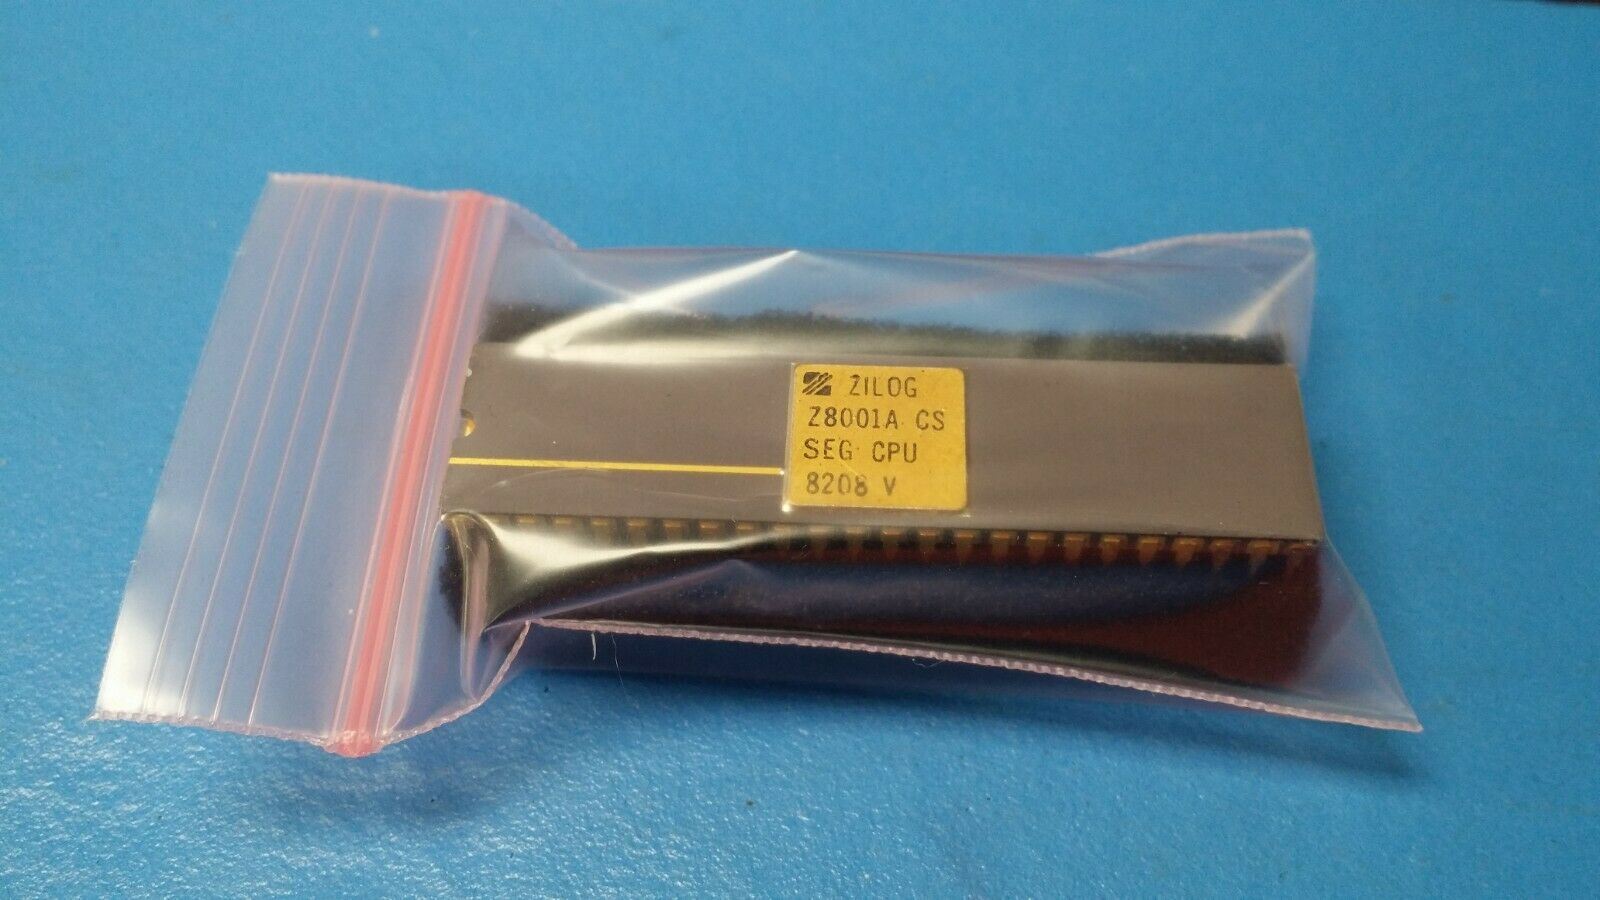 ZILOG
Z8001A CS
SEG CPU
8208 V